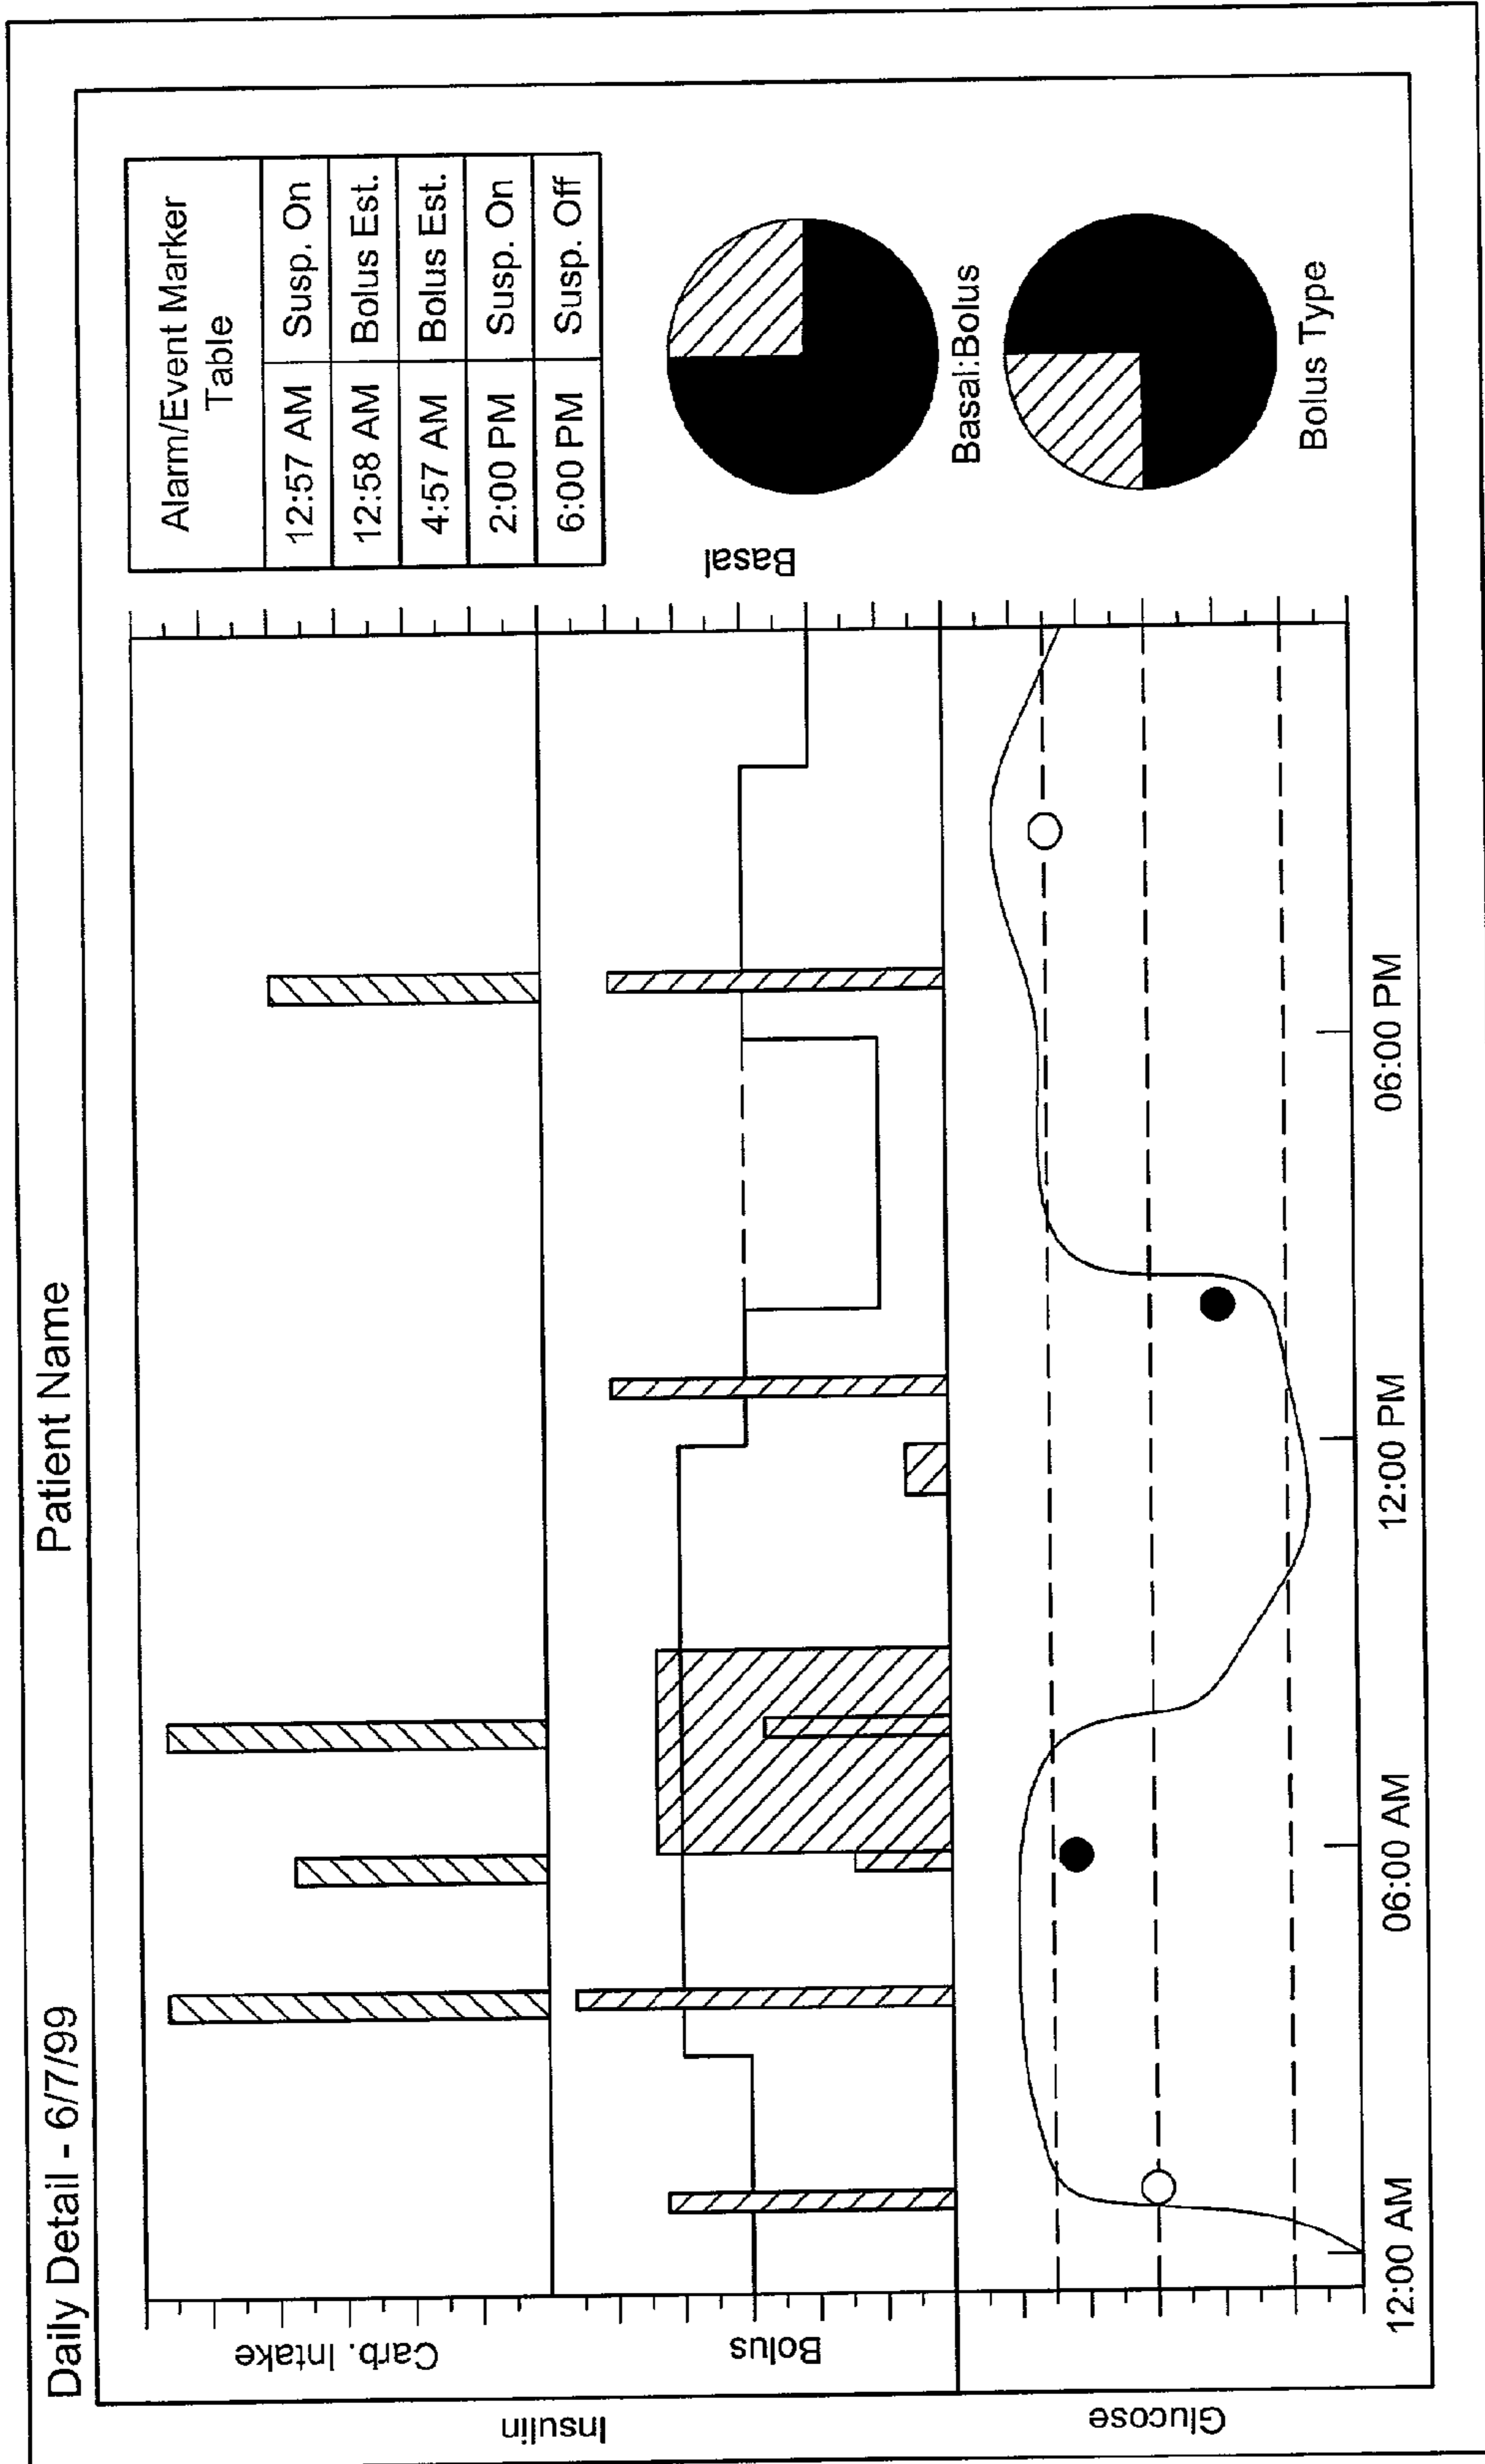 Patient Name
Daily Detail - 6/7/99
Alarm/Event Marker
Table
12:57 AM Susp. On
12:58 AM Bolus Est.
4:57 AM Bolus Est.
2:00 PM Susp. On
6:00 PM Susp. Off
Carb. Intake
Insulin
Bolus
Basal
Basal:Bolus
Glucose
Bolus Type
12:00 AM
06:00 AM
12:00 PM
06:00 PM